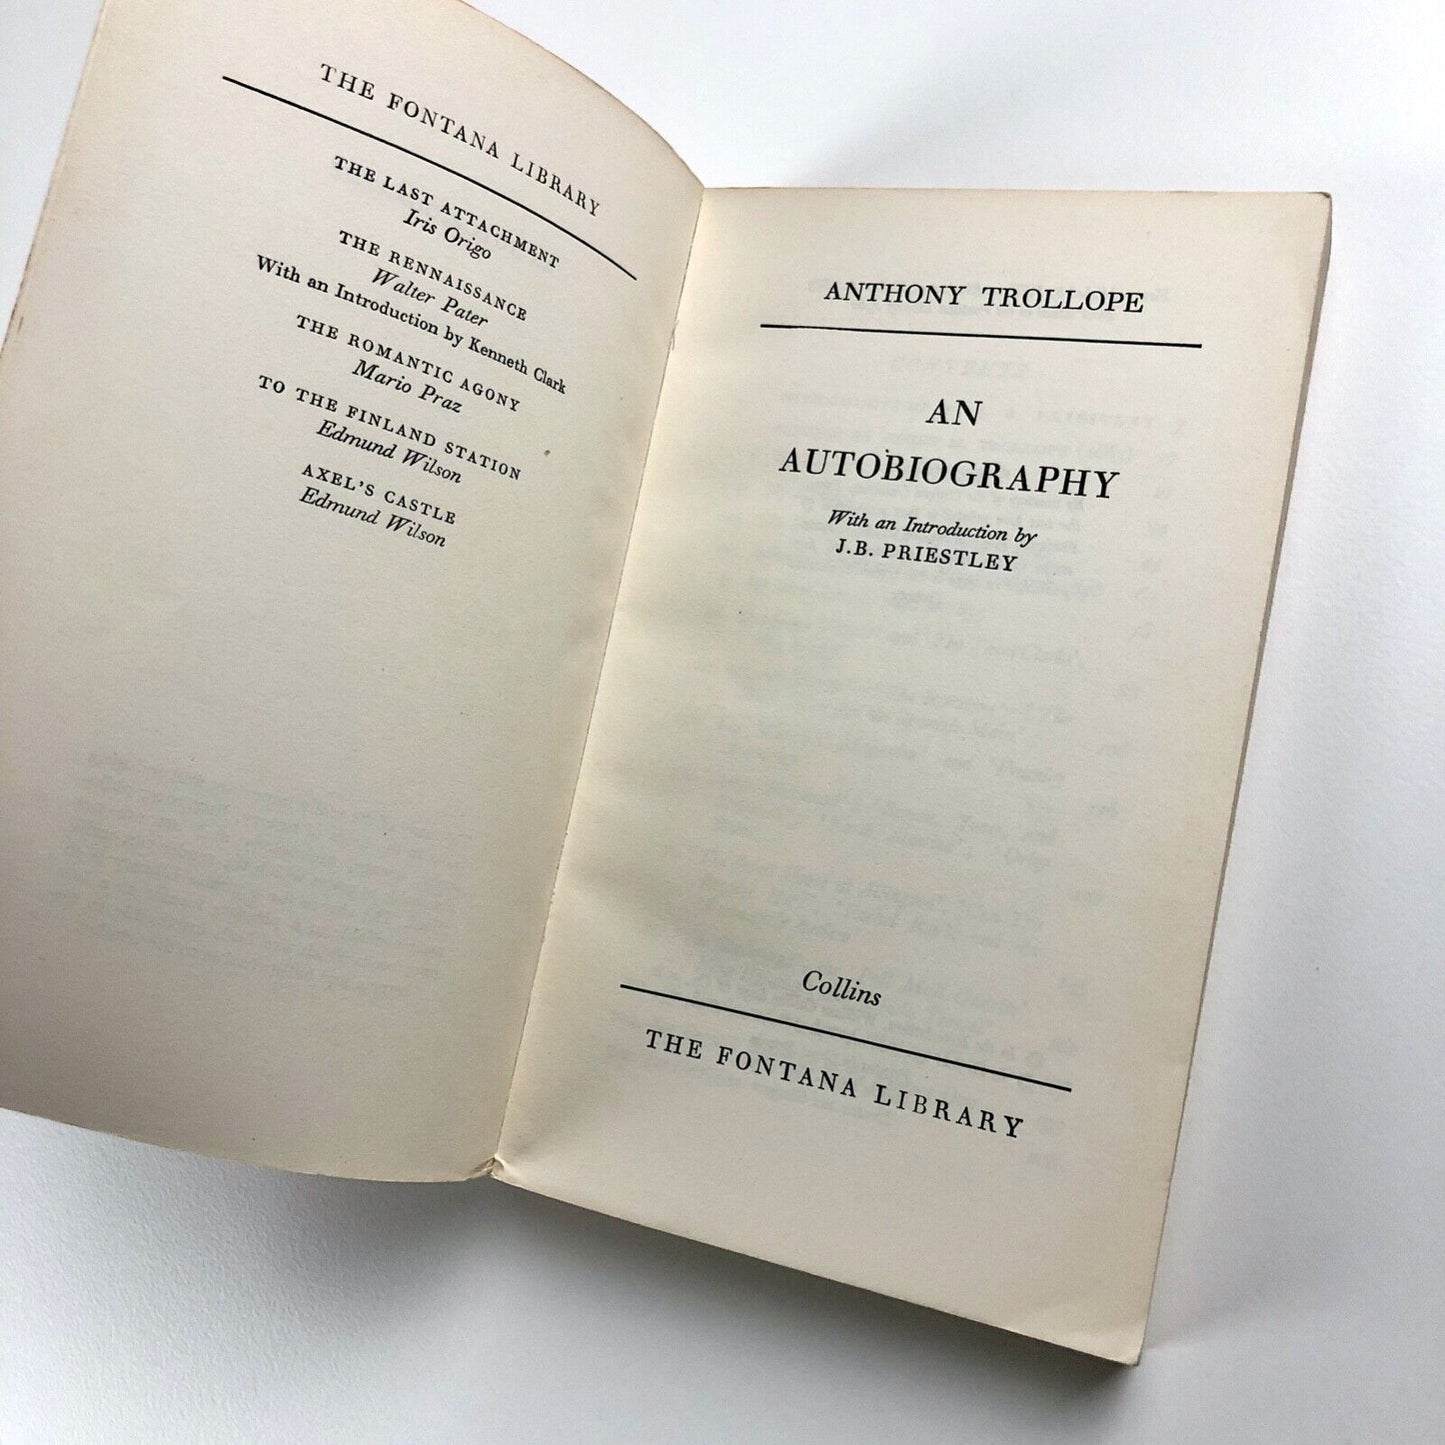 THE FONTANA LIBRARY
THE LAST ATTACHMENT
Iris Origo
THE RENNAISSANCE
Walter Pater
With an Introduction by Kenneth Clark
THE ROMANTIC AGONY
Mario Praz
TO THE FINLAND STATION
Edmund Wilson
AXEL'S CASTLE
Edmund Wilson
ANTHONY TROLLOPE
AN
AUTOBIOGRAPHY
With an Introduction by
J.B. PRIESTLEY
Collins
THE FONTANA LIBRARY